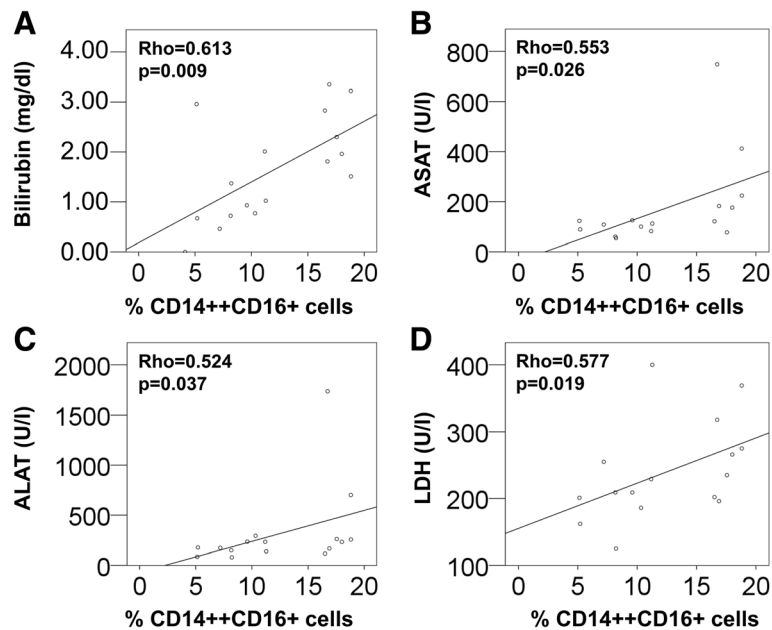 A
Rho=0.613
p=0.009
Bilirubin (mg/dl)
4.00
3.00
2.00
1.00
0.00
0 5 10 15 20
% CD14++CD16+ cells
B
Rho=0.553
p=0.026
ASAT (U/l)
800
600
400
200
0
0 5 10 15 20
% CD14++CD16+ cells
C
Rho=0.524
p=0.037
ALAT (U/l)
2000
1500
1000
500
0
0 5 10 15 20
% CD14++CD16+ cells
D
Rho=0.577
p=0.019
LDH (U/l)
400
300
200
100
0 5 10 15 20
% CD14++CD16+ cells